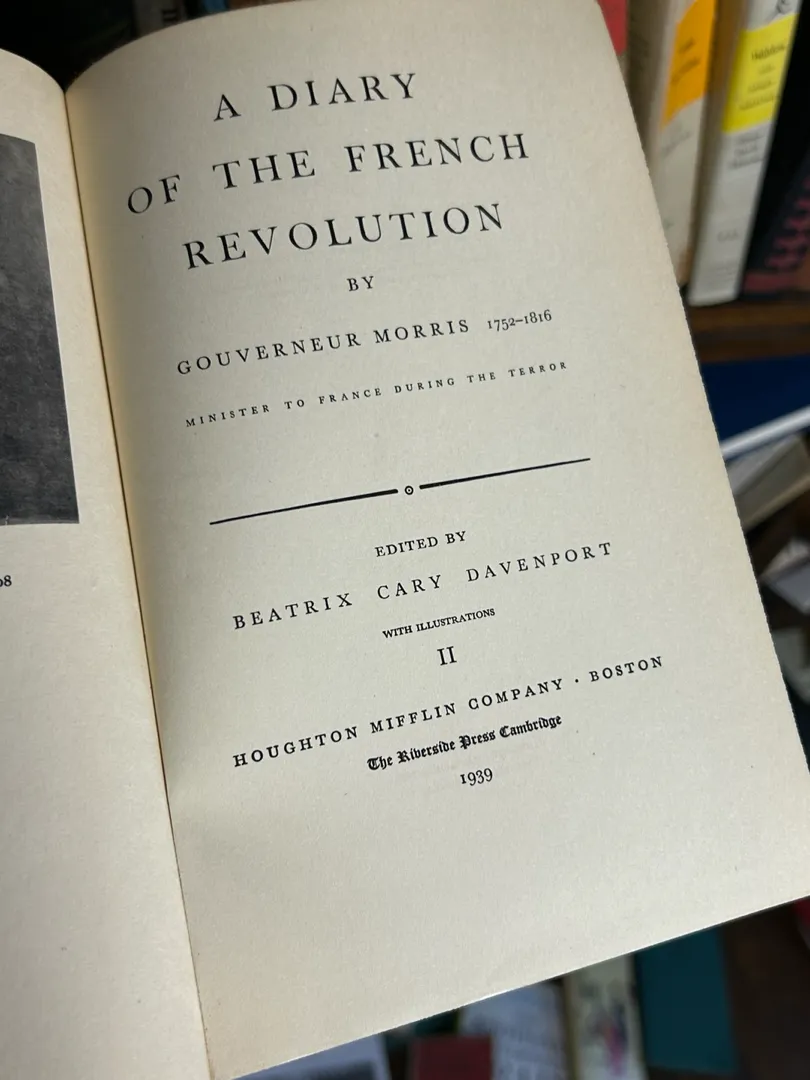 A DIARY
OF THE FRENCH
REVOLUTION
BY
GOUVERNEUR MORRIS 1752–1816
MINISTER TO FRANCE DURING THE TERROR
EDITED BY
BEATRIX CARY DAVENPORT
WITH ILLUSTRATIONS
II
HOUGHTON MIFFLIN COMPANY · BOSTON
The Riverside Press Cambridge
1939